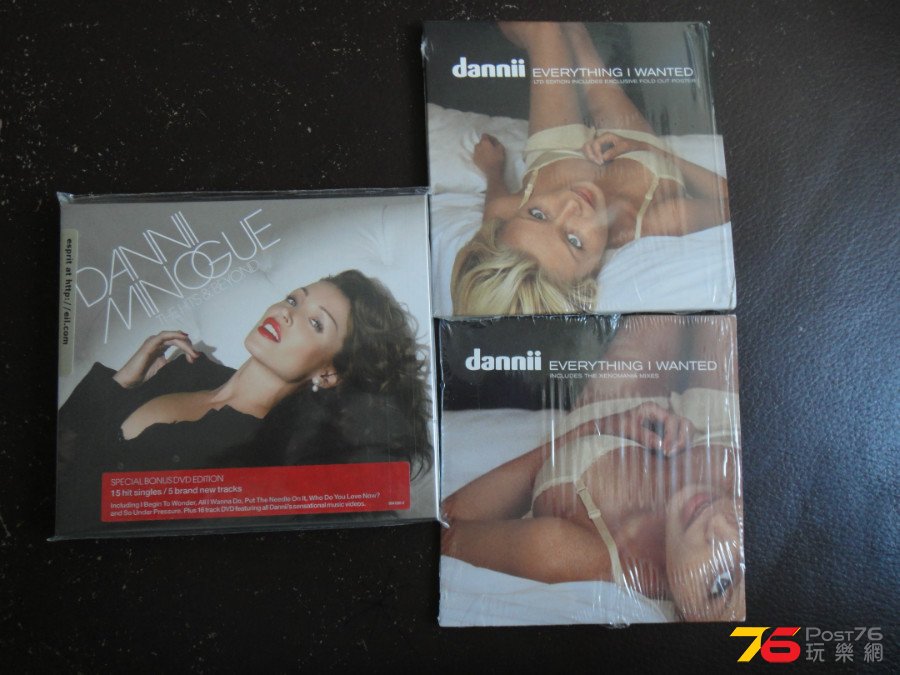 esprit at http://eil.com
DANNII
MINOGUE
THE HITS & BEYOND
SPECIAL BONUS DVD EDITION
15 hit singles / 5 brand new tracks
Including I Begin To Wonder, All I Wanna Do, Put The Needle On It, Who Do You Love Now?
and So Under Pressure. Plus 16 track DVD featuring all Dannii's sensational music videos.
dannii EVERYTHING I WANTED
LTD EDITION INCLUDES EXCLUSIVE FOLD OUT POSTER
dannii EVERYTHING I WANTED
INCLUDES THE XENOMANIA MIXES
76 Post76
玩樂網